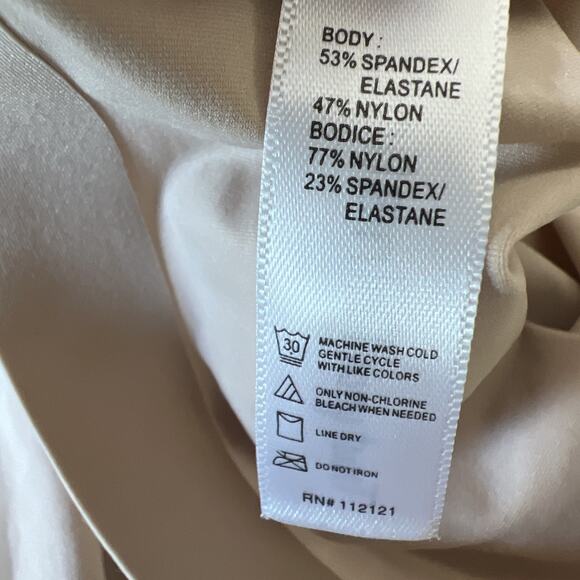 BODY :
53% SPANDEX/
ELASTANE
47% NYLON
BODICE :
77% NYLON
23% SPANDEX/
ELASTANE
30
MACHINE WASH COLD
GENTLE CYCLE
WITH LIKE COLORS
ONLY NON-CHLORINE
BLEACH WHEN NEEDED
LINE DRY
DO NOT IRON
RN# 112121